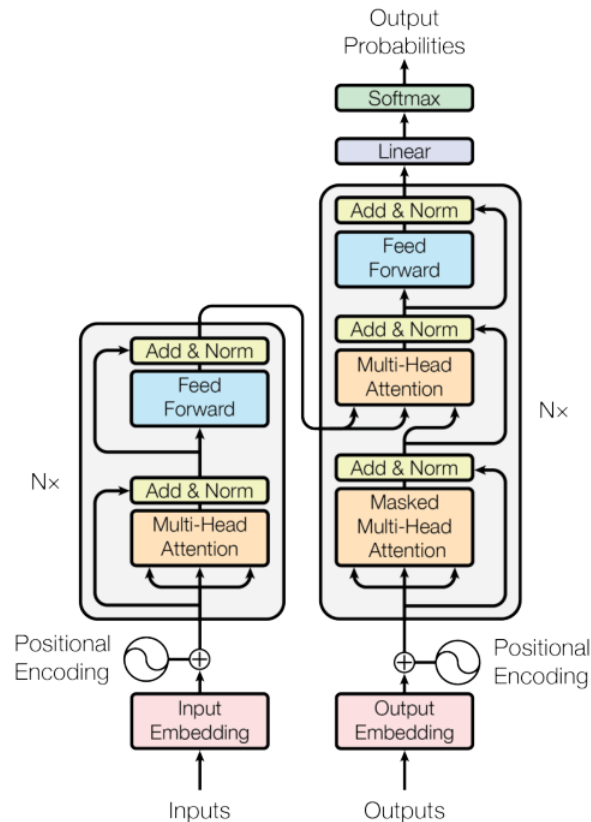 Output
Probabilities
Softmax
Linear
Add & Norm
Feed
Forward
Add & Norm
Multi-Head
Attention
Add & Norm
Masked
Multi-Head
Attention
N×
Add & Norm
Feed
Forward
Add & Norm
Multi-Head
Attention
N×
Positional
Encoding
Positional
Encoding
Input
Embedding
Output
Embedding
Inputs
Outputs